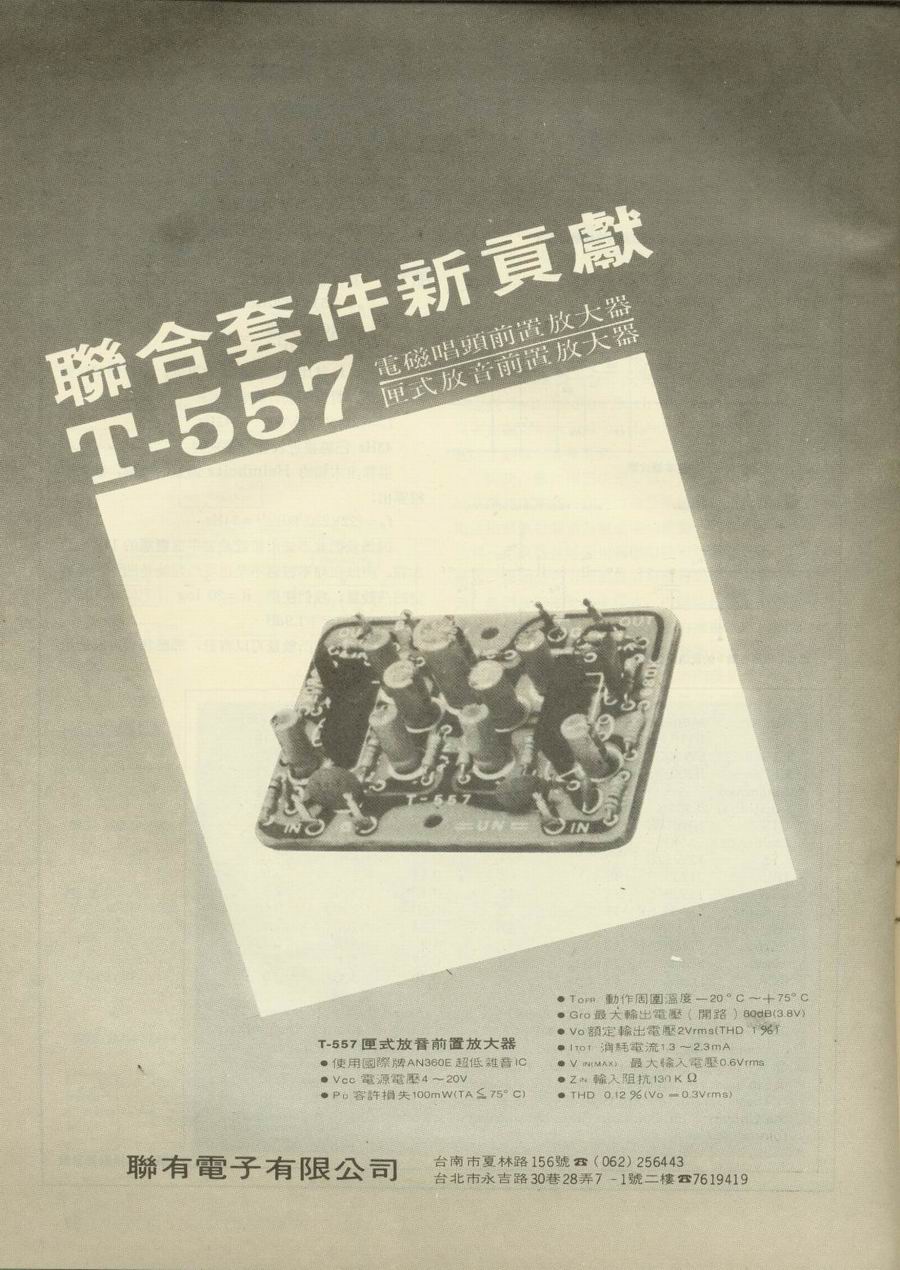 聯合套件新貢獻
T-557
電磁唱頭前置放大器
匣式放音前置放大器
OUT
T-557
IN
=UN=
IN
T-557 匣式放音前置放大器
● 使用國際牌AN360E 超低雜音IC
● Vcc 電源電壓4～20V
● PD 容許損失100mW(TA≦75°C)
● TOPR 動作周圍溫度－20°C～＋75°C
● Gro 最大輸出電壓(開路)80dB(3.8V)
● Vo 額定輸出電壓2Vrms(THD 1%)
● ITOT 消耗電流1.3～2.3mA
● V IN(MAX) 最大輸入電壓0.6Vrms
● Z IN 輸入阻抗130KΩ
● THD 0.12%(Vo=0.3Vrms)
聯有電子有限公司
台南市夏林路156號☎(062)256443
台北市永吉路30巷28弄7-1號二樓☎7619419